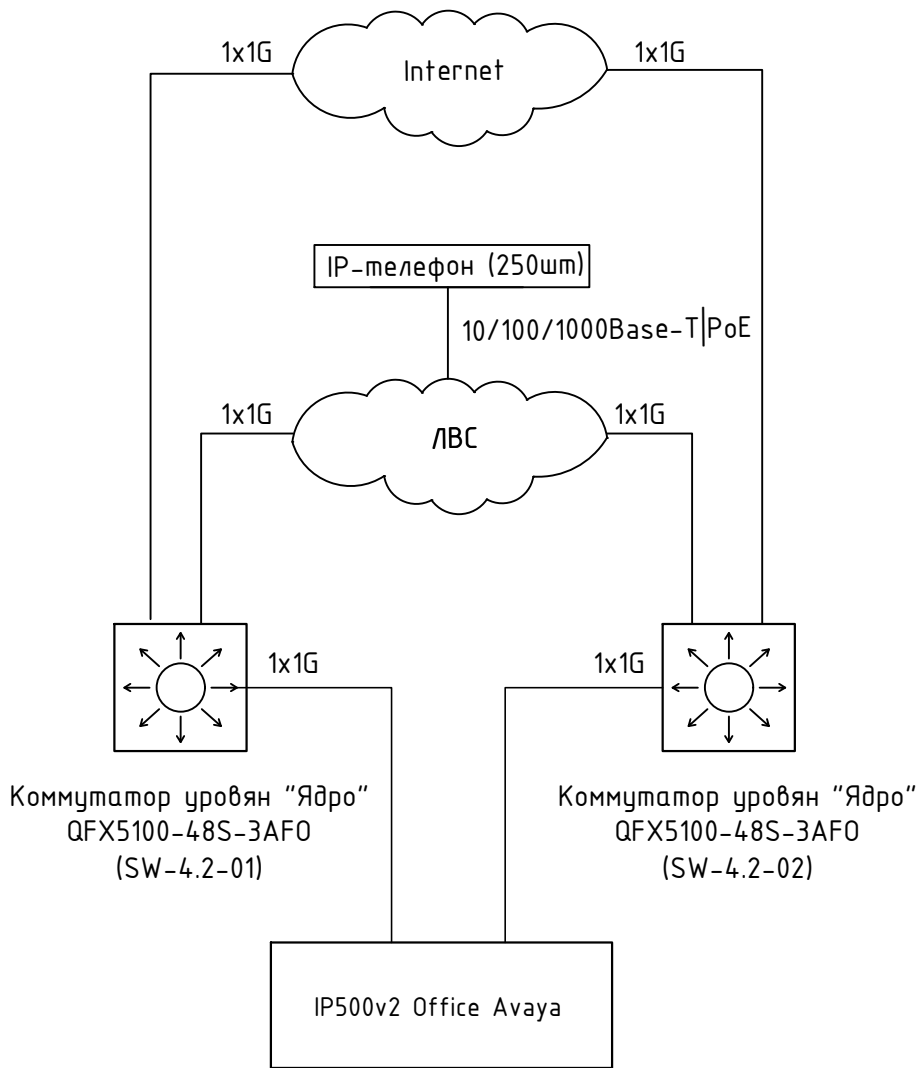 1x1G
1x1G
Internet
IP-телефон (250шт)
10/100/1000Base-T|PoE
1x1G
1x1G
ЛВС
1x1G
1x1G
Коммутатор уровян "Ядро"
QFX5100-48S-3AFO
(SW-4.2-01)
Коммутатор уровян "Ядро"
QFX5100-48S-3AFO
(SW-4.2-02)
IP500v2 Office Avaya